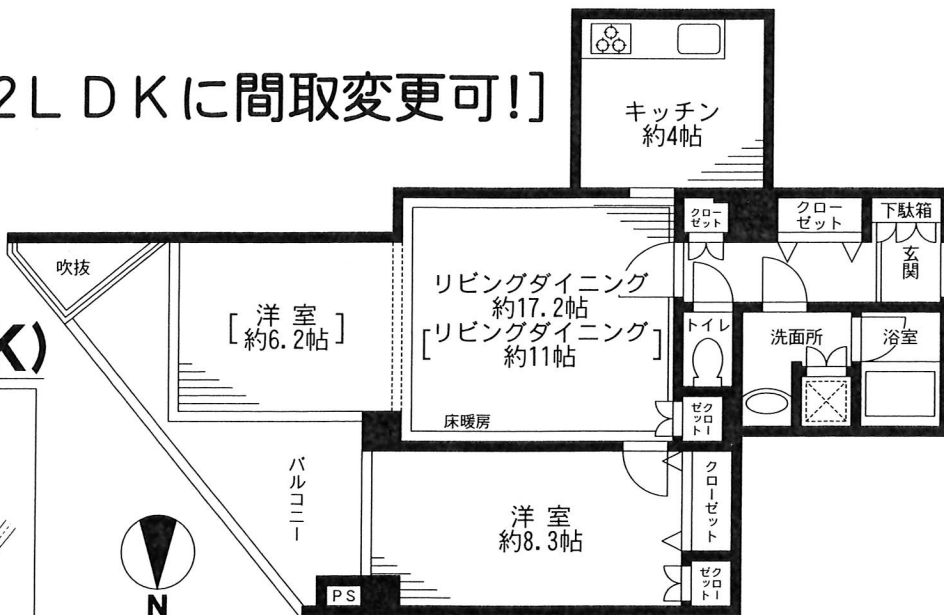 2LDKに間取変更可!]
キッチン
約4帖
クロー
ゼット
クロー
ゼット
下駄箱
玄関
吹抜
[洋室
約6.2帖]
リビングダイニング
約17.2帖
[リビングダイニング
約11帖]
トイレ
洗面所
浴室
K)
床暖房
クロー
ゼット
バルコニー
洋室
約8.3帖
クローゼット
クロー
ゼット
PS
N